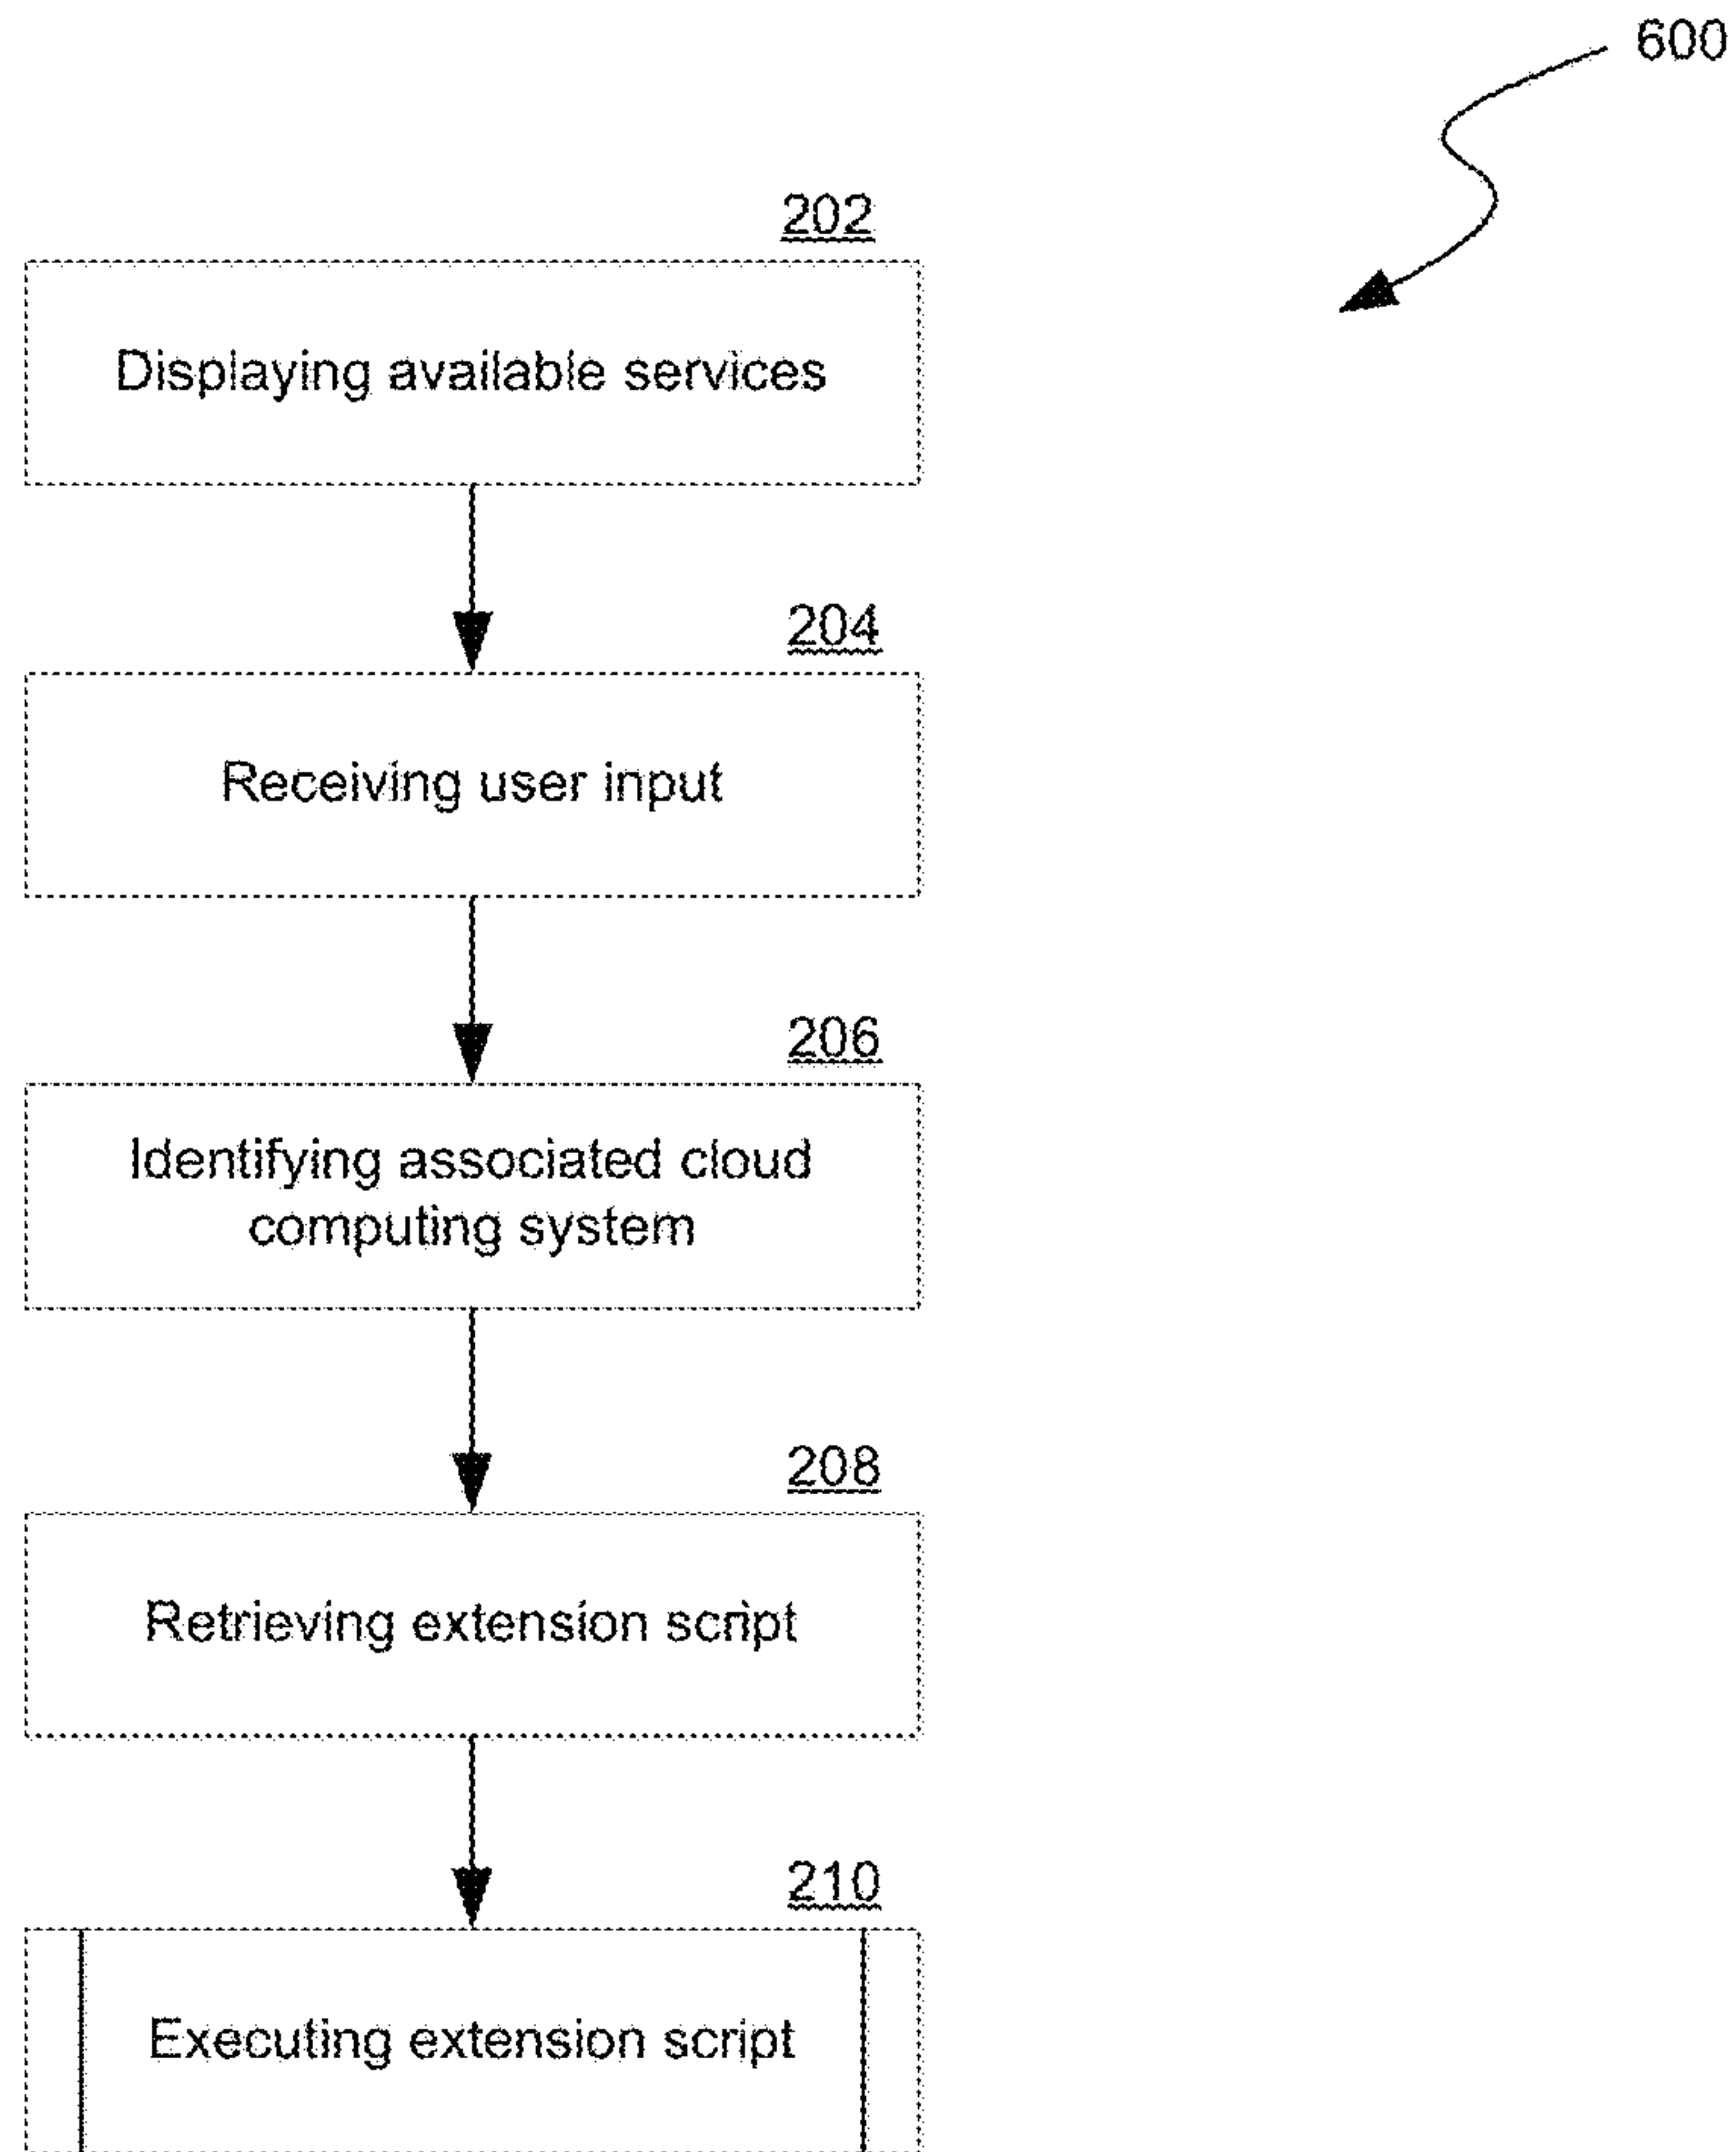 600
202
Displaying available services
204
Receiving user input
206
Identifying associated cloud
computing system
208
Retrieving extension script
210
Executing extension script